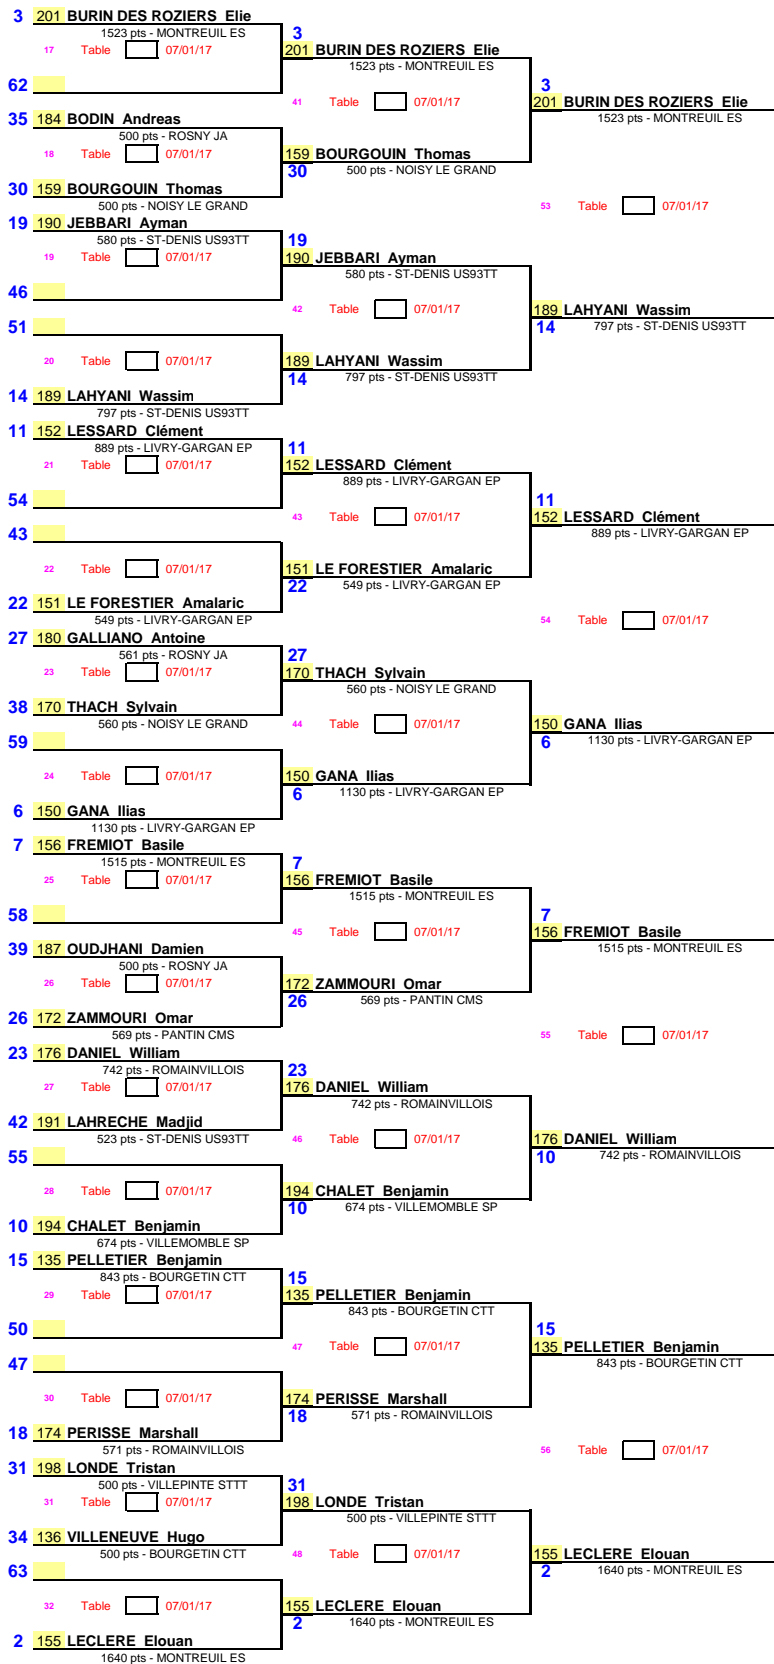 3 201 BURIN DES ROZIERS Elie
1523 pts - MONTREUIL ES
17 Table 07/01/17
62
35 184 BODIN Andreas
500 pts - ROSNY JA
18 Table 07/01/17
30 159 BOURGOUIN Thomas
500 pts - NOISY LE GRAND
19 190 JEBBARI Ayman
580 pts - ST-DENIS US93TT
19 Table 07/01/17
46
51
20 Table 07/01/17
14 189 LAHYANI Wassim
797 pts - ST-DENIS US93TT
11 152 LESSARD Clément
889 pts - LIVRY-GARGAN EP
21 Table 07/01/17
54
43
22 Table 07/01/17
22 151 LE FORESTIER Amalaric
549 pts - LIVRY-GARGAN EP
27 180 GALLIANO Antoine
561 pts - ROSNY JA
23 Table 07/01/17
38 170 THACH Sylvain
560 pts - NOISY LE GRAND
59
24 Table 07/01/17
6 150 GANA Ilias
1130 pts - LIVRY-GARGAN EP
7 156 FREMIOT Basile
1515 pts - MONTREUIL ES
25 Table 07/01/17
58
39 187 OUDJHANI Damien
500 pts - ROSNY JA
26 Table 07/01/17
26 172 ZAMMOURI Omar
569 pts - PANTIN CMS
23 176 DANIEL William
742 pts - ROMAINVILLOIS
27 Table 07/01/17
42 191 LAHRECHE Madjid
523 pts - ST-DENIS US93TT
55
28 Table 07/01/17
10 194 CHALET Benjamin
674 pts - VILLEMOMBLE SP
15 135 PELLETIER Benjamin
843 pts - BOURGETIN CTT
29 Table 07/01/17
50
47
30 Table 07/01/17
18 174 PERISSE Marshall
571 pts - ROMAINVILLOIS
31 198 LONDE Tristan
500 pts - VILLEPINTE STTT
31 Table 07/01/17
34 136 VILLENEUVE Hugo
500 pts - BOURGETIN CTT
63
32 Table 07/01/17
2 155 LECLERE Elouan
1640 pts - MONTREUIL ES
3
201 BURIN DES ROZIERS Elie
1523 pts - MONTREUIL ES
41 Table 07/01/17
159 BOURGOUIN Thomas
30 500 pts - NOISY LE GRAND
19
190 JEBBARI Ayman
580 pts - ST-DENIS US93TT
42 Table 07/01/17
189 LAHYANI Wassim
14 797 pts - ST-DENIS US93TT
11
152 LESSARD Clément
889 pts - LIVRY-GARGAN EP
43 Table 07/01/17
151 LE FORESTIER Amalaric
22 549 pts - LIVRY-GARGAN EP
27
170 THACH Sylvain
560 pts - NOISY LE GRAND
44 Table 07/01/17
150 GANA Ilias
6 1130 pts - LIVRY-GARGAN EP
7
156 FREMIOT Basile
1515 pts - MONTREUIL ES
45 Table 07/01/17
172 ZAMMOURI Omar
26 569 pts - PANTIN CMS
23
176 DANIEL William
742 pts - ROMAINVILLOIS
46 Table 07/01/17
194 CHALET Benjamin
10 674 pts - VILLEMOMBLE SP
15
135 PELLETIER Benjamin
843 pts - BOURGETIN CTT
47 Table 07/01/17
174 PERISSE Marshall
18 571 pts - ROMAINVILLOIS
31
198 LONDE Tristan
500 pts - VILLEPINTE STTT
48 Table 07/01/17
155 LECLERE Elouan
2 1640 pts - MONTREUIL ES
3
201 BURIN DES ROZIERS Elie
1523 pts - MONTREUIL ES
53 Table 07/01/17
189 LAHYANI Wassim
14 797 pts - ST-DENIS US93TT
11
152 LESSARD Clément
889 pts - LIVRY-GARGAN EP
54 Table 07/01/17
150 GANA Ilias
6 1130 pts - LIVRY-GARGAN EP
7
156 FREMIOT Basile
1515 pts - MONTREUIL ES
55 Table 07/01/17
176 DANIEL William
10 742 pts - ROMAINVILLOIS
15
135 PELLETIER Benjamin
843 pts - BOURGETIN CTT
56 Table 07/01/17
155 LECLERE Elouan
2 1640 pts - MONTREUIL ES